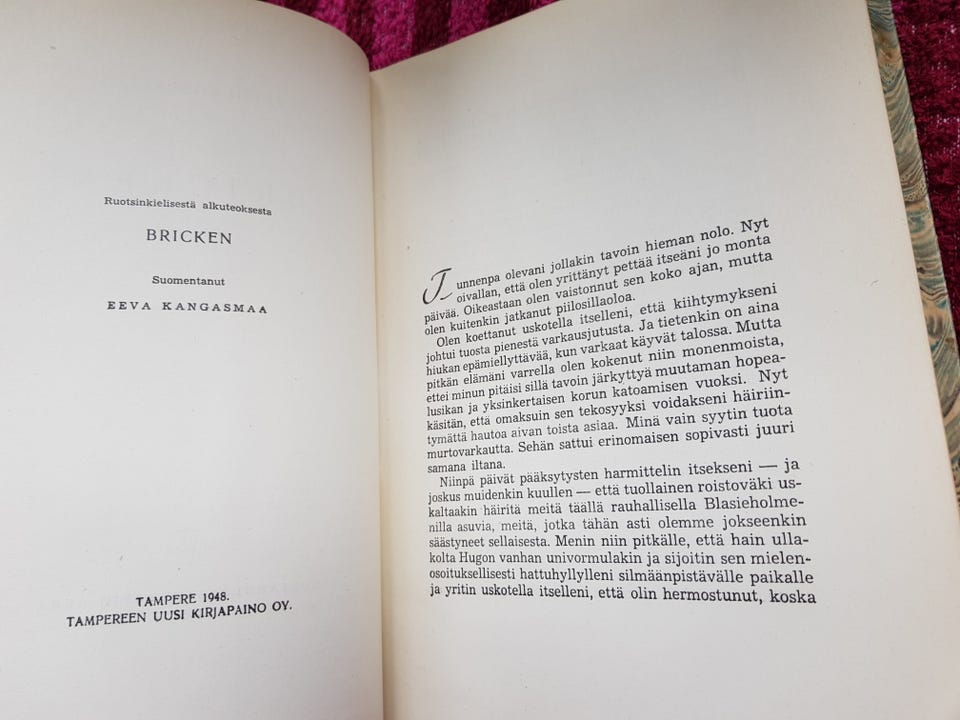 Ruotsinkielisestä alkuteoksesta
BRICKEN
Suomentanut
EEVA KANGASMAA
TAMPERE 1948.
TAMPEREEN UUSI KIRJAPAINO OY.
Tunnenpa olevani jollakin tavoin hieman nolo. Nyt
oivallan, että olen yrittänyt pettää itseäni jo monta
päivää. Oikeastaan olen vaistonnut sen koko ajan, mutta
olen kuitenkin jatkanut piilosillaoloa.
Olen koettanut uskotella itselleni, että kiihtymykseni
johtui tuosta pienestä varkausjutusta. Ja tietenkin on aina
hiukan epämiellyttävää, kun varkaat käyvät talossa. Mutta
pitkän elämäni varrella olen kokenut niin monenmoista,
ettei minun pitäisi sillä tavoin järkyttyä muutaman hopea-
lusikan ja yksinkertaisen korun katoamisen vuoksi. Nyt
käsitän, että omaksuin sen tekosyyksi voidakseni häiriin-
tymättä hautoa aivan toista asiaa. Minä vain syytin tuota
murtovarkautta. Sehän sattui erinomaisen sopivasti juuri
samana iltana.
Niinpä päivät pääksytysten harmittelin itsekseni — ja
joskus muidenkin kuullen — että tuollainen roistoväki us-
kaltaakin häiritä meitä täällä rauhallisella Blasieholme-
nilla asuvia, meitä, jotka tähän asti olemme jokseenkin
säästyneet sellaisesta. Menin niin pitkälle, että hain ulla-
kolta Hugon vanhan univormulakin ja sijoitin sen mielen-
osoituksellisesti hattuhyllylleni silmäänpistävälle paikalle
ja yritin uskotella itselleni, että olin hermostunut, koska